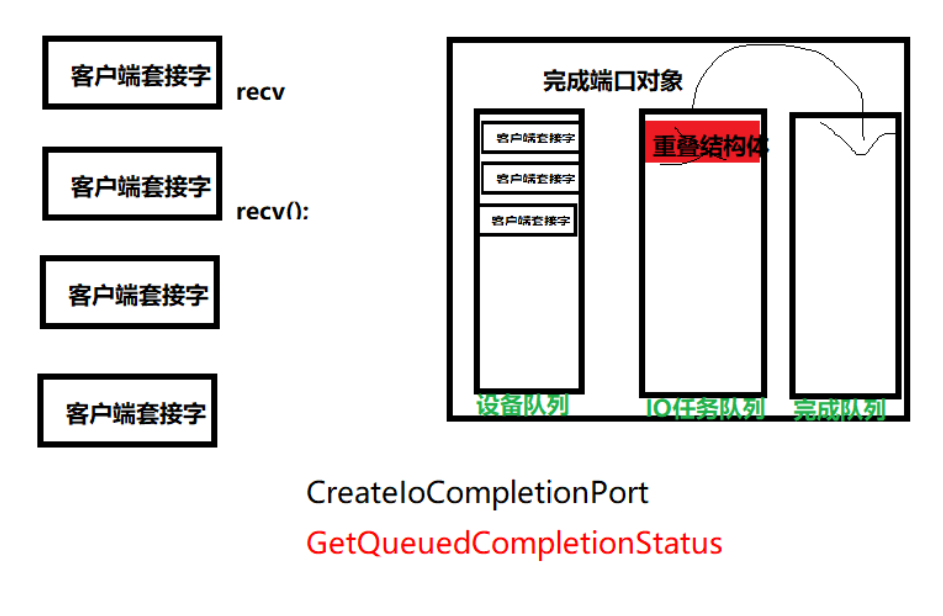 客户端套接字
recv
客户端套接字
recv():
客户端套接字
客户端套接字
完成端口对象
客户端套接字
客户端套接字
客户端套接字
设备队列
重叠结构体
IO任务队列
完成队列
CreateIoCompletionPort
GetQueuedCompletionStatus